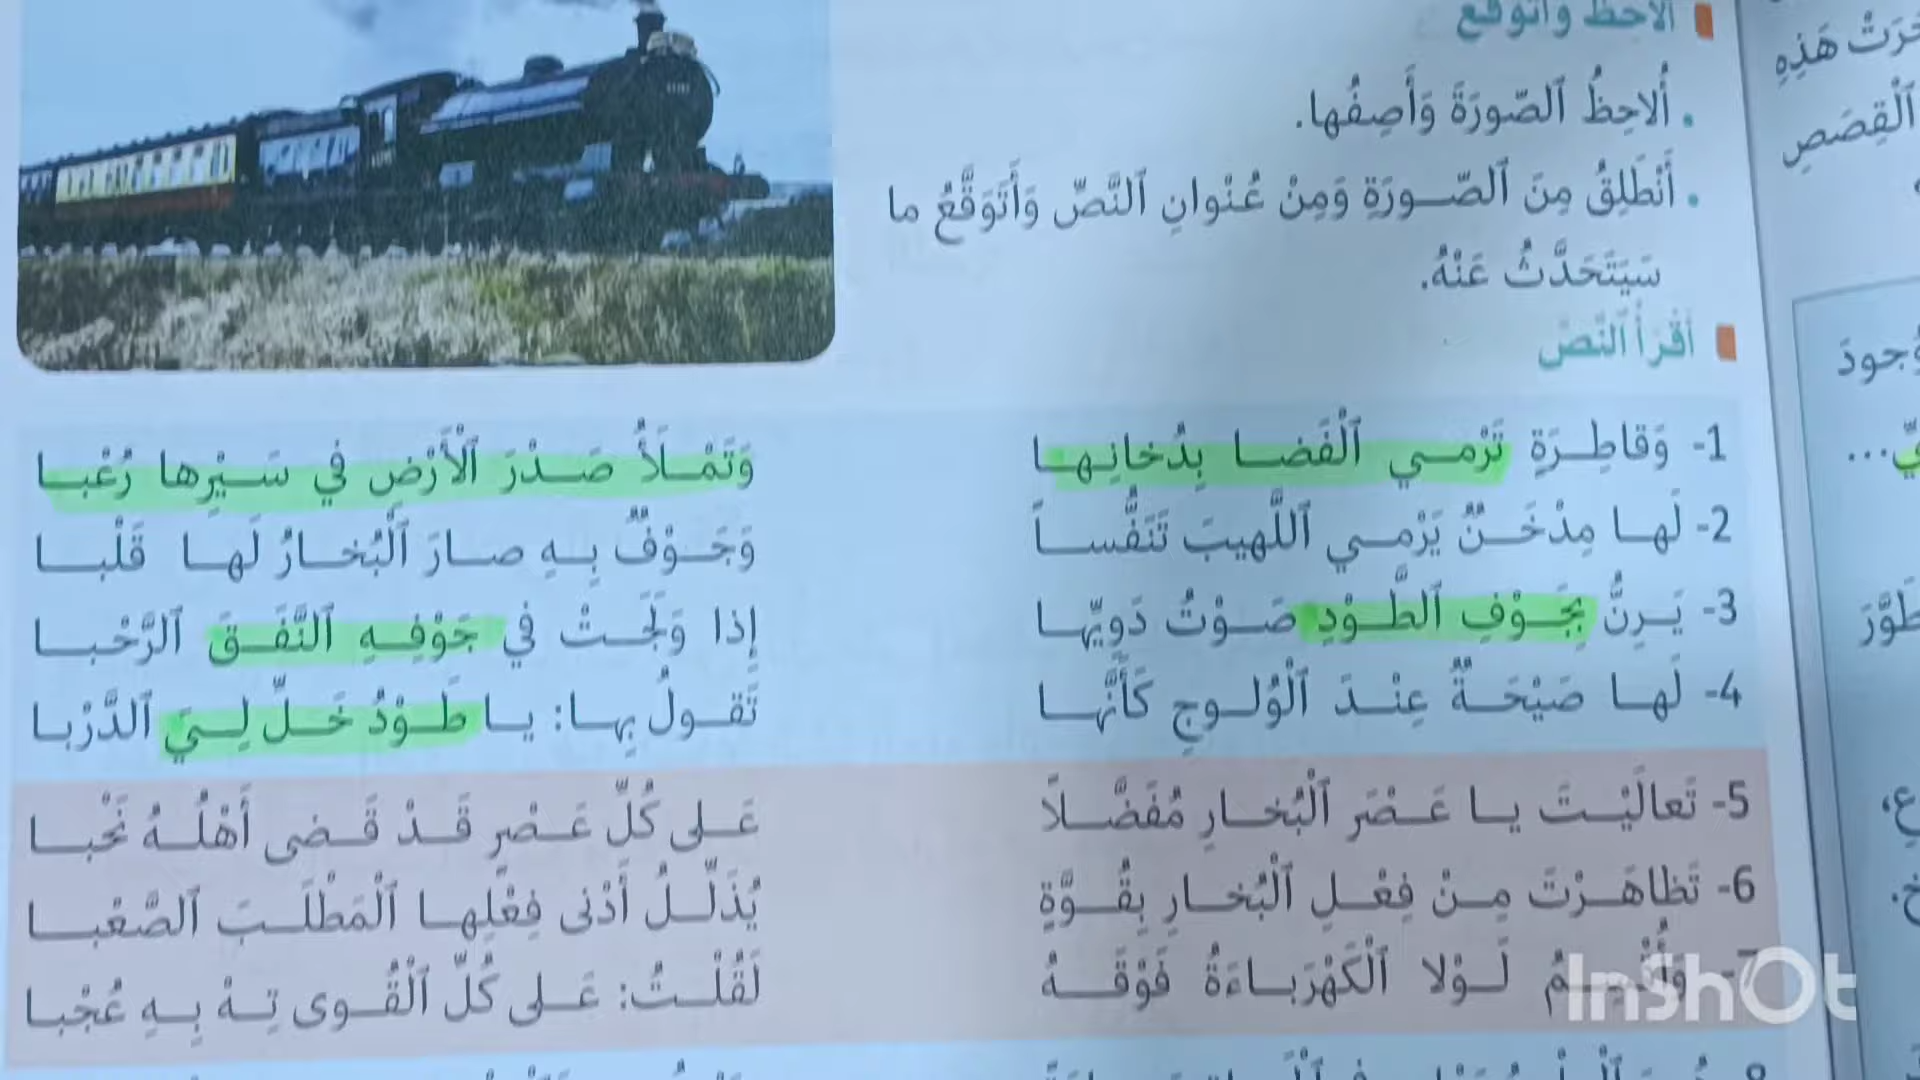 ألاحظ وأتوقع
. أُلاحِظُ ٱلصّورَةَ وَأَصِفُها.
. أَنْطَلِقُ مِنَ ٱلصّورَةِ وَمِنْ عُنْوانِ ٱلنَّصِّ وَأَتَوَقَّعُ ما
سَيَتَحَدَّثُ عَنْهُ.
أَقْرَأُ ٱلنَّصَّ
1- وَقاطِرَةٍ تَرْمي ٱلْفَضا بِدُخانِها وَتَمْلَأُ صَدْرَ ٱلْأَرْضِ في سَيْرِها رُعْبا
2- لَها مِدْخَنٌ يَرْمي ٱللَّهيبَ تَنَفُّساً وَجَوْفٌ بِهِ صارَ ٱلْبُخارُ لَها قَلْبا
3- يَرِنُّ بِجَوْفِ ٱلطَّوْدِ صَوْتُ دَوِيِّها إِذا وَلَجَتْ في جَوْفِهِ ٱلنَّفَقَ ٱلرَّحْبا
4- لَها صَيْحَةٌ عِنْدَ ٱلْوُلوجِ كَأَنَّها تَقولُ بِها: يا طَوْدُ خَلِّ لِيَ ٱلدَّرْبا
5- تَعالَيْتَ يا عَصْرَ ٱلْبُخارِ مُفَضَّلًا عَلى كُلِّ عَصْرٍ قَدْ قَضى أَهْلُهُ نَحْبا
6- تَظاهَرْتَ مِنْ فِعْلِ ٱلْبُخارِ بِقُوَّةٍ يُذَلِّلُ أَدْنى فِعْلِها ٱلْمَطْلَبَ ٱلصَّعْبا
7- وَأُقْسِمُ لَوْلا ٱلْكَهْرَباءَةُ فَوْقَهُ لَقُلْتُ: عَلى كُلِّ ٱلْقُوى تِهْ بِهِ عُجْبا
هَذِهِ
ٱلْقِصَصِ
InShOt